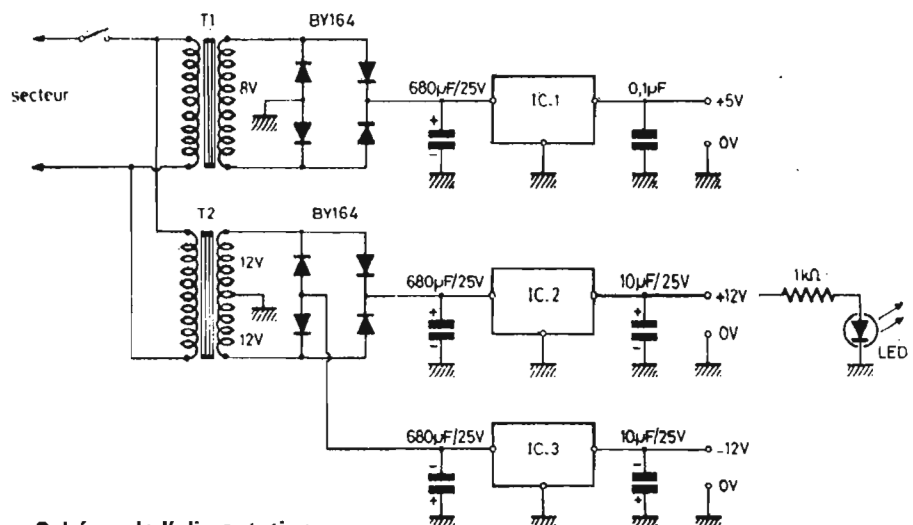 T1
BY164
secteur
8V
680µF/25V
IC.1
0,1µF
+5V
0V
+
-
T2
BY164
12V
12V
680µF/25V
IC.2
10µF/25V
+12V
0V
1kΩ
LED
+
-
+
-
680µF/25V
IC.3
10µF/25V
-12V
0V
-
+
-
+